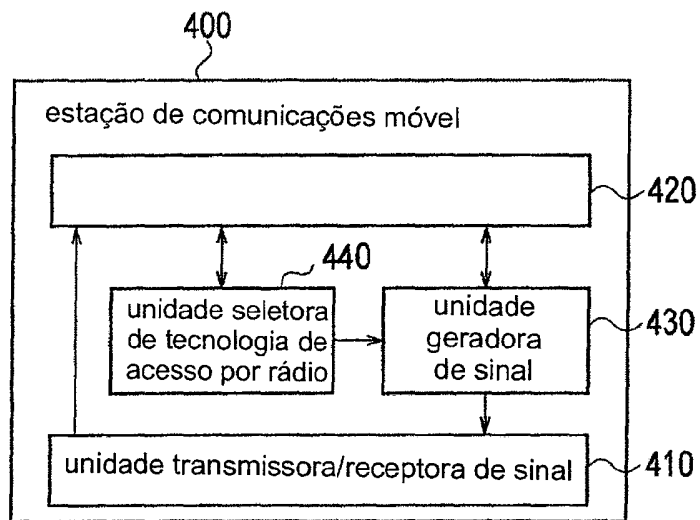 400
estação de comunicações móvel
420
440
unidade seletora
de tecnologia de
acesso por rádio
unidade
geradora
de sinal
430
unidade transmissora/receptora de sinal
410